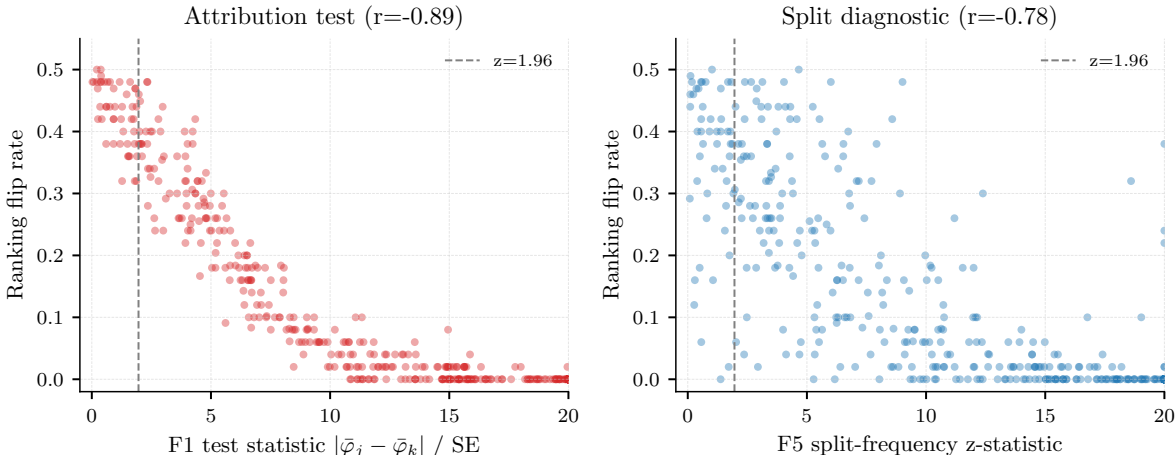 Attribution test (r=-0.89)
z=1.96
Ranking flip rate
0.5
0.4
0.3
0.2
0.1
0.0
0
5
10
15
20
F1 test statistic |φ̄ⱼ − φ̄ₖ| / SE
Split diagnostic (r=-0.78)
z=1.96
Ranking flip rate
0.5
0.4
0.3
0.2
0.1
0.0
0
5
10
15
20
F5 split-frequency z-statistic